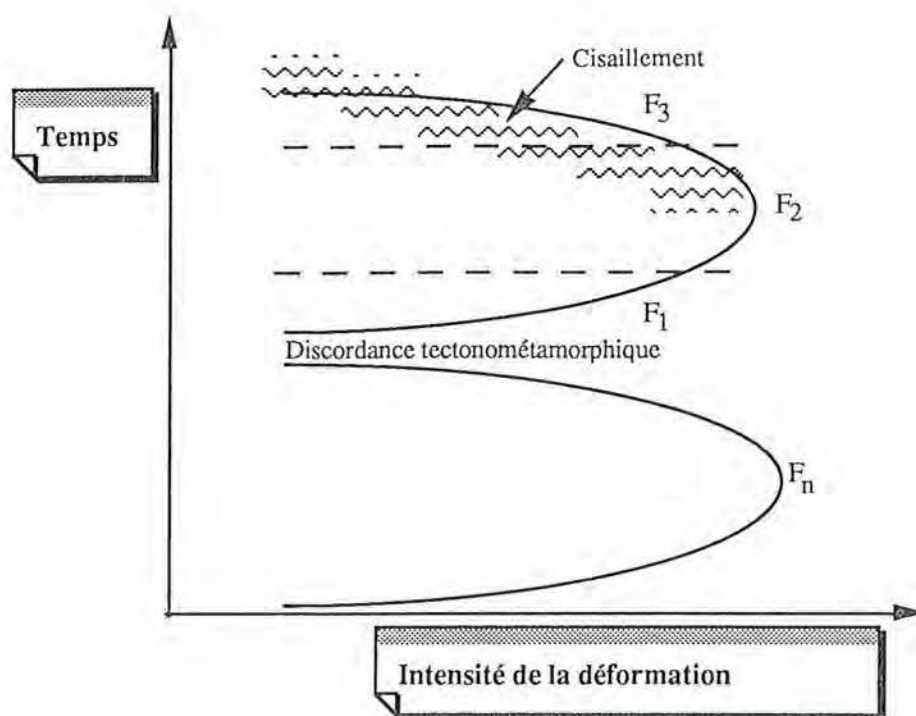 Cisaillement
F3
Temps
F2
F1
Discordance tectonométamorphique
Fn
Intensité de la déformation